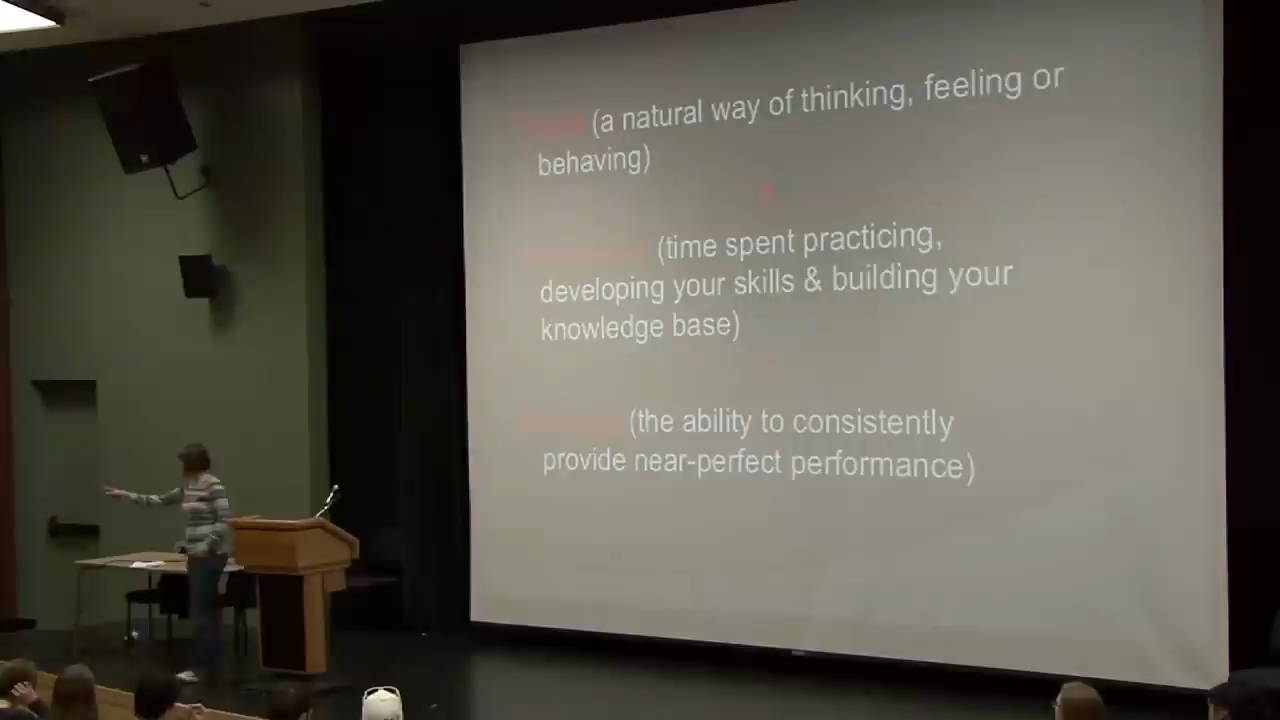 (a natural way of thinking, feeling or
behaving)
(time spent practicing,
developing your skills & building your
knowledge base)
(the ability to consistently
provide near-perfect performance)